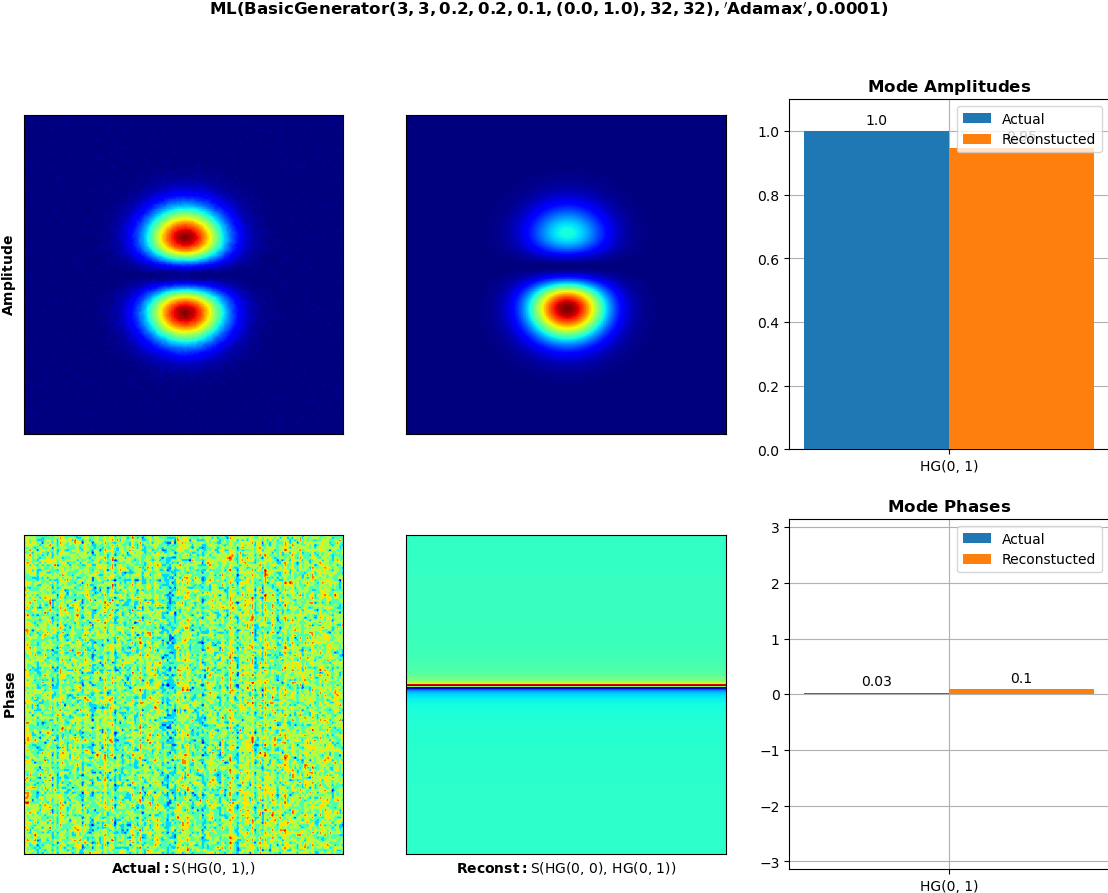 ML(BasicGenerator(3, 3, 0.2, 0.2, 0.1, (0.0, 1.0), 32, 32), ′Adamax′, 0.0001)
Mode Amplitudes
Actual
Reconstucted
1.0
0.95
1.0
0.8
0.6
0.4
0.2
0.0
HG(0, 1)
Amplitude
Mode Phases
Actual
Reconstucted
3
2
1
0
−1
−2
−3
0.03
0.1
HG(0, 1)
Phase
Actual: S(HG(0, 1),)
Reconst: S(HG(0, 0), HG(0, 1))